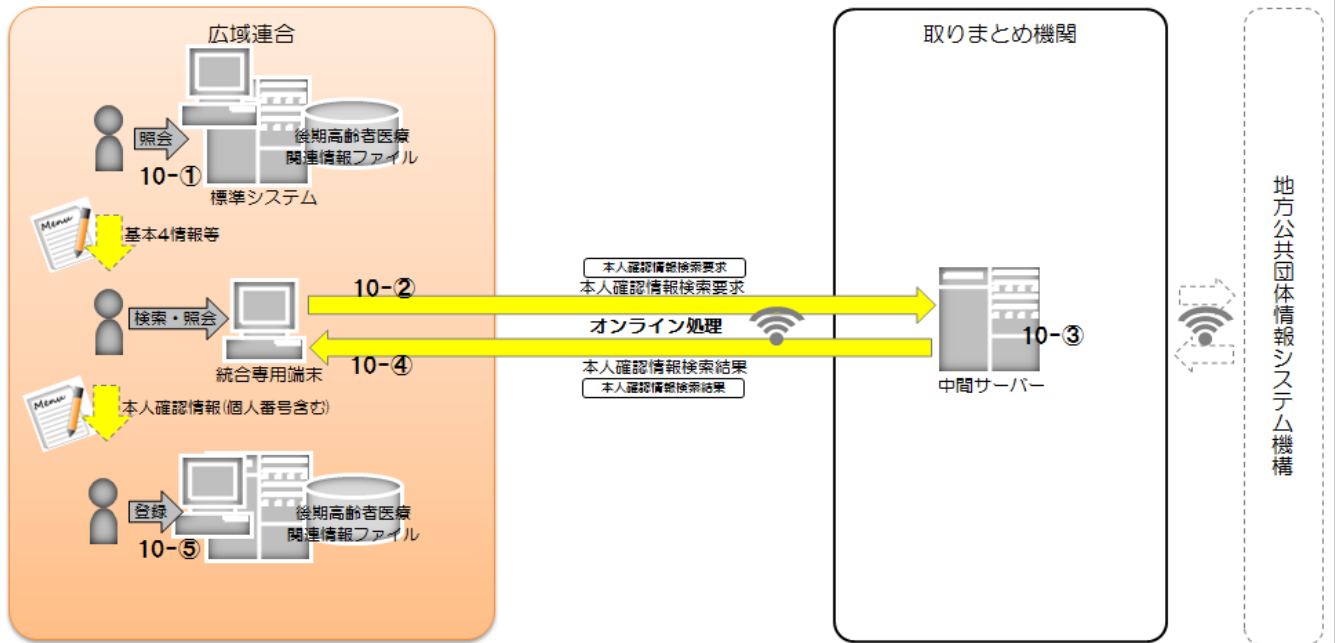 広域連合
照会
10-①
後期高齢者医療
関連情報ファイル
標準システム
Menu
基本4情報等
検索・照会
統合専用端末
Menu
本人確認情報(個人番号含む)
登録
10-⑤
後期高齢者医療
関連情報ファイル
10-②
本人確認情報検索要求
本人確認情報検索要求
オンライン処理
10-④
本人確認情報検索結果
本人確認情報検索結果
取りまとめ機関
10-③
中間サーバー
地方公共団体情報システム機構